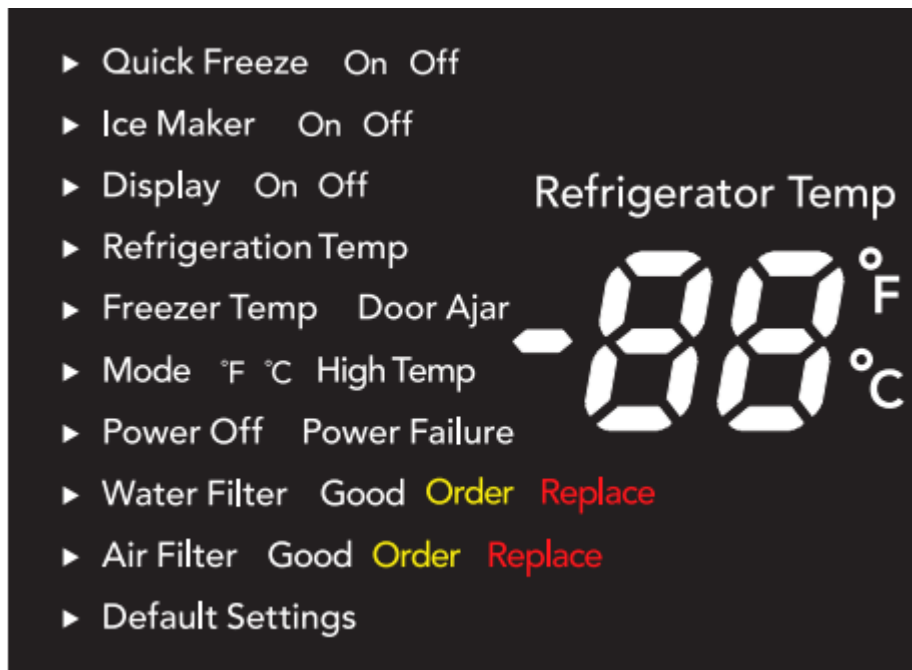 ► Quick Freeze On Off
► Ice Maker On Off
► Display On Off
Refrigerator Temp
► Refrigeration Temp
► Freezer Temp Door Ajar
-88 °F °C
► Mode °F °C High Temp
► Power Off Power Failure
► Water Filter Good Order Replace
► Air Filter Good Order Replace
► Default Settings